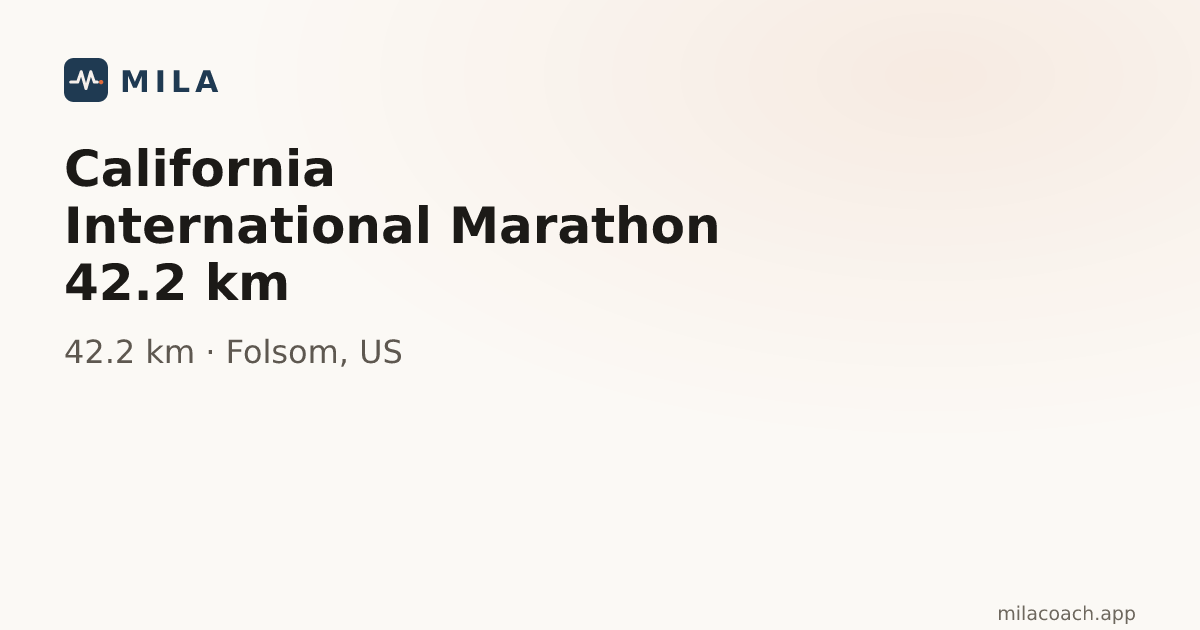 MILA
California
International Marathon
42.2 km
42.2 km · Folsom, US
milacoach.app